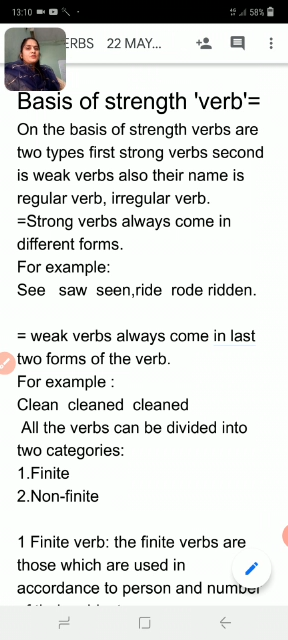 13:10
58%
ERBS 22 MAY...
Basis of strength 'verb'=
On the basis of strength verbs are
two types first strong verbs second
is weak verbs also their name is
regular verb, irregular verb.
=Strong verbs always come in
different forms.
For example:
See saw seen,ride rode ridden.
= weak verbs always come in last
two forms of the verb.
For example :
Clean cleaned cleaned
All the verbs can be divided into
two categories:
1.Finite
2.Non-finite
1 Finite verb: the finite verbs are
those which are used in
accordance to person and number